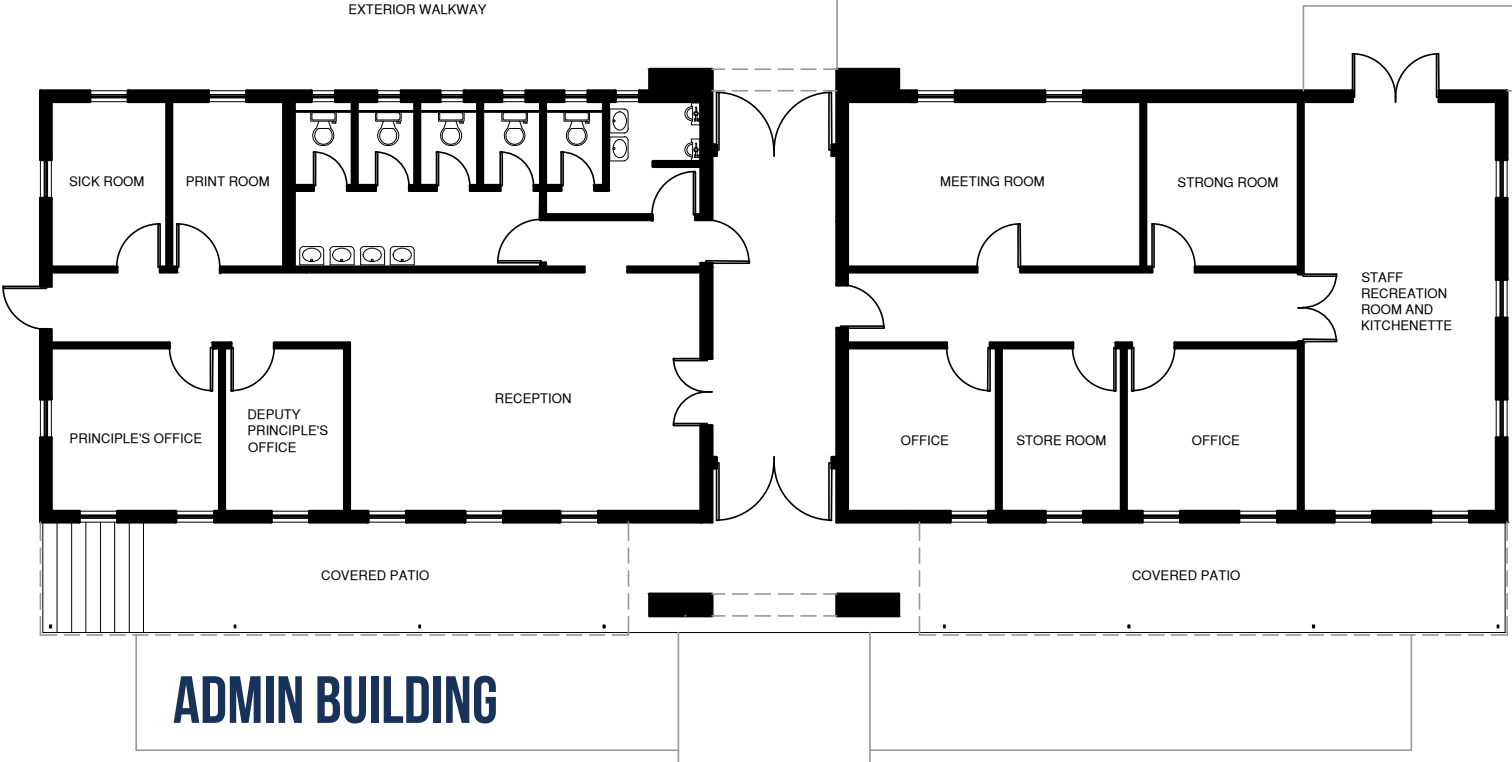 EXTERIOR WALKWAY
SICK ROOM
PRINT ROOM
MEETING ROOM
STRONG ROOM
STAFF
RECREATION
ROOM AND
KITCHENETTE
RECEPTION
PRINCIPLE'S OFFICE
DEPUTY
PRINCIPLE'S
OFFICE
OFFICE
STORE ROOM
OFFICE
COVERED PATIO
COVERED PATIO
ADMIN BUILDING